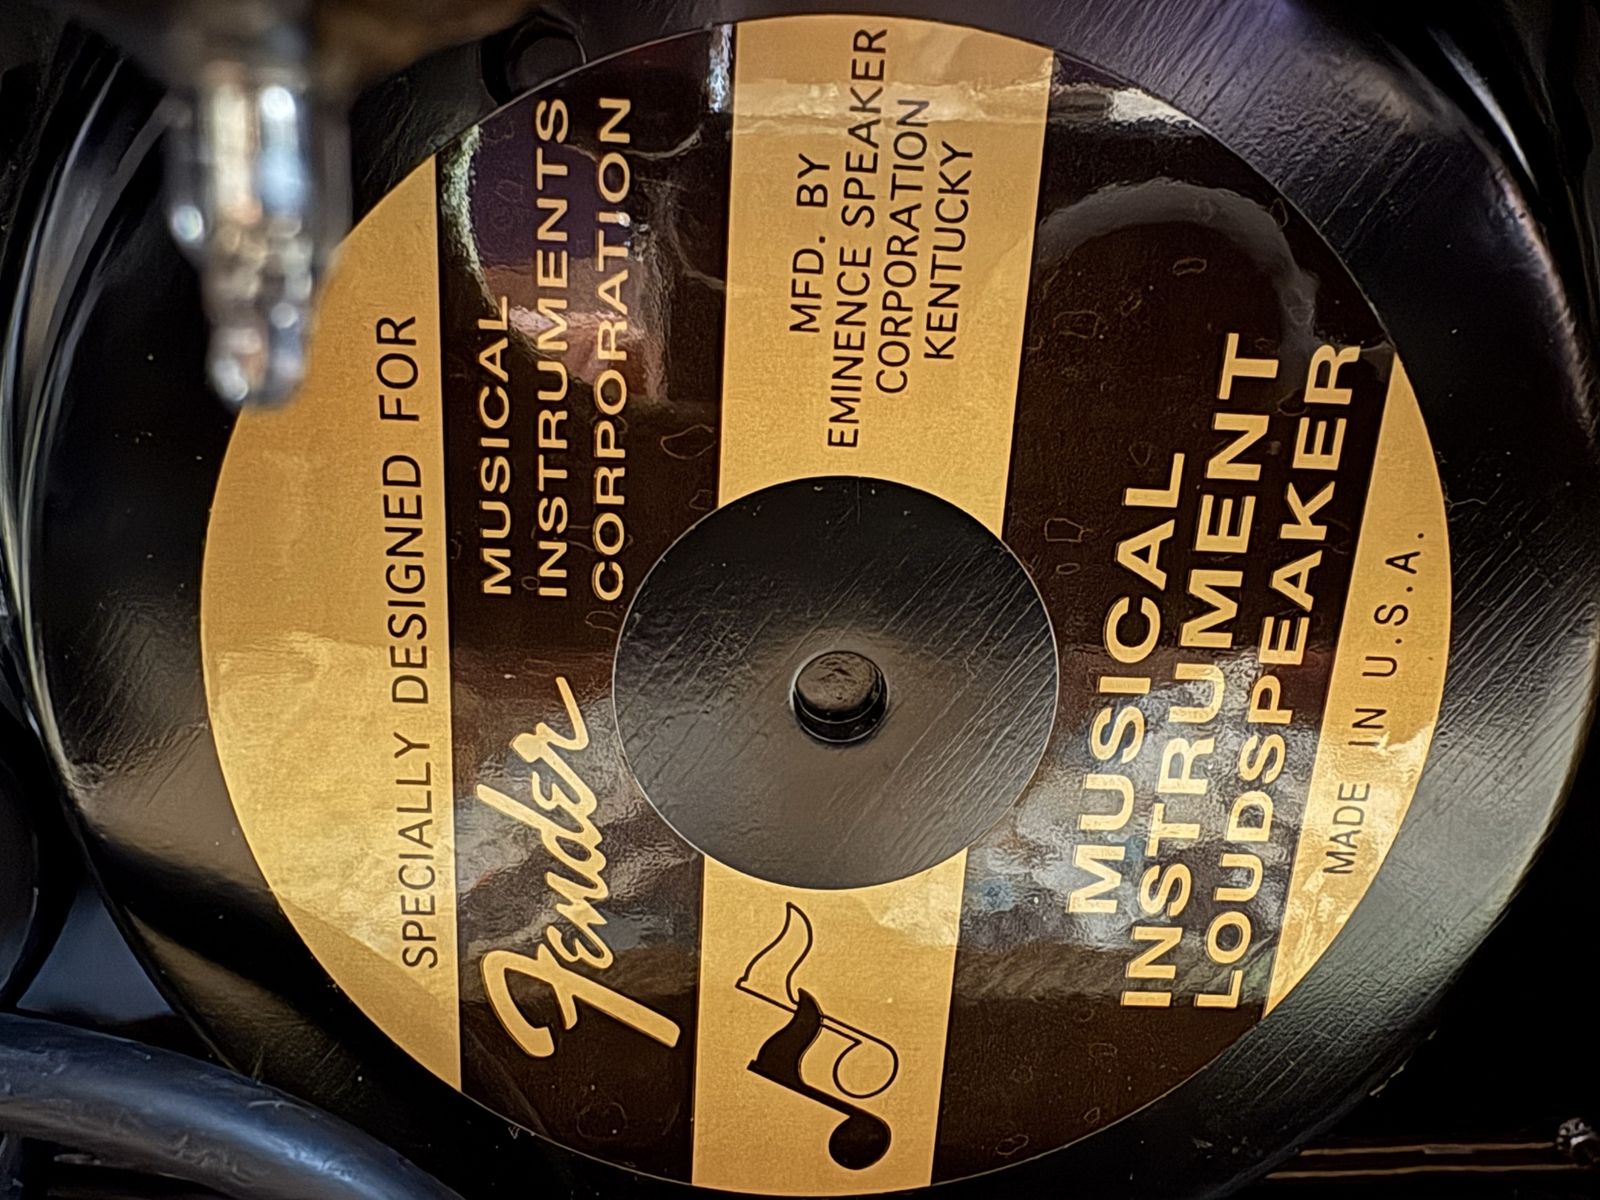 SPECIALLY DESIGNED FOR
Fender
MUSICAL
INSTRUMENTS
CORPORATION
MFD. BY
EMINENCE SPEAKER
CORPORATION
KENTUCKY
MUSICAL
INSTRUMENT
LOUDSPEAKER
MADE IN U.S.A.